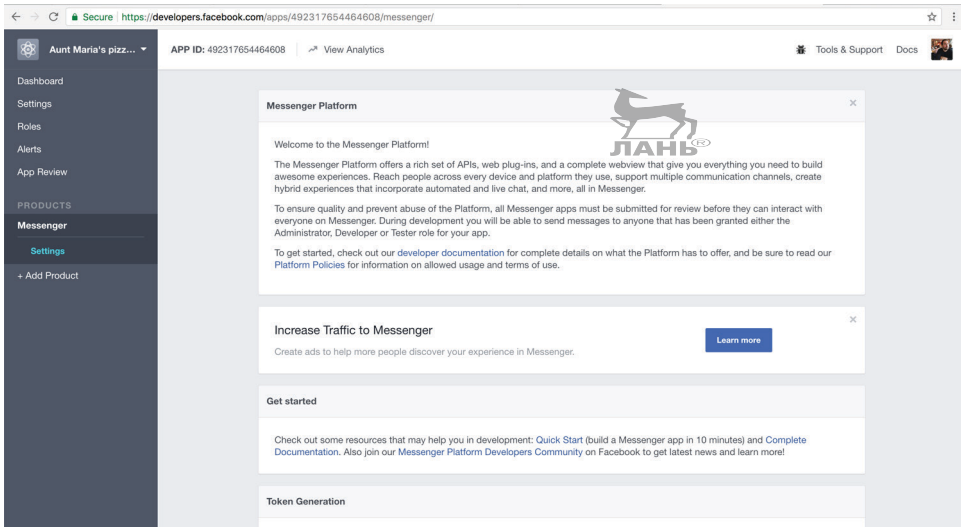 Secure https://developers.facebook.com/apps/492317654464608/messenger/
Aunt Maria's pizz...
APP ID: 492317654464608
View Analytics
Tools & Support
Docs
Dashboard
Settings
Roles
Alerts
App Review
PRODUCTS
Messenger
Settings
+ Add Product
Messenger Platform
ЛАНЬ®
Welcome to the Messenger Platform!
The Messenger Platform offers a rich set of APIs, web plug-ins, and a complete webview that give you everything you need to build
awesome experiences. Reach people across every device and platform they use, support multiple communication channels, create
hybrid experiences that incorporate automated and live chat, and more, all in Messenger.
To ensure quality and prevent abuse of the Platform, all Messenger apps must be submitted for review before they can interact with
everyone on Messenger. During development you will be able to send messages to anyone that has been granted either the
Administrator, Developer or Tester role for your app.
To get started, check out our developer documentation for complete details on what the Platform has to offer, and be sure to read our
Platform Policies for information on allowed usage and terms of use.
Increase Traffic to Messenger
Create ads to help more people discover your experience in Messenger.
Learn more
Get started
Check out some resources that may help you in development: Quick Start (build a Messenger app in 10 minutes) and Complete
Documentation. Also join our Messenger Platform Developers Community on Facebook to get latest news and learn more!
Token Generation